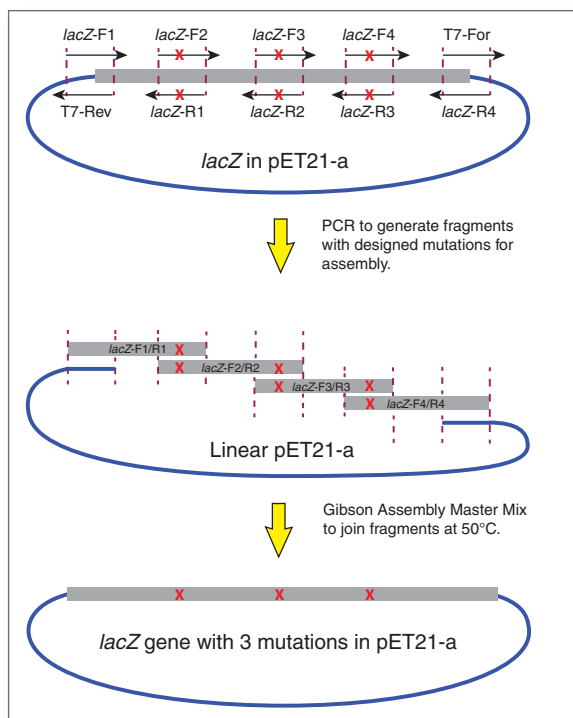 lacZ-F1 lacZ-F2 lacZ-F3 lacZ-F4 T7-For
X X X
X X X
T7-Rev lacZ-R1 lacZ-R2 lacZ-R3 lacZ-R4
lacZ in pET21-a
PCR to generate fragments
with designed mutations for
assembly.
lacZ-F1/R1 X
X lacZ-F2/R2 X
X lacZ-F3/R3 X
X lacZ-F4/R4
Linear pET21-a
Gibson Assembly Master Mix
to join fragments at 50°C.
X X X
lacZ gene with 3 mutations in pET21-a